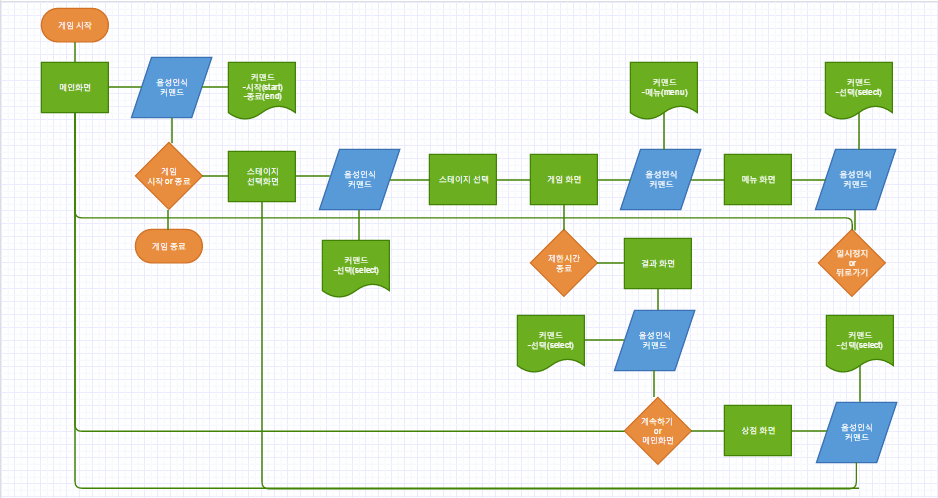 게임 시작
메인화면
음성인식
커맨드
커맨드
-시작(start)
-종료(end)
커맨드
-메뉴(menu)
커맨드
-선택(select)
게임
시작 or 종료
스테이지
선택화면
음성인식
커맨드
스테이지 선택
게임 화면
음성인식
커맨드
메뉴 화면
음성인식
커맨드
게임 종료
커맨드
-선택(select)
제한시간
종료
결과 화면
일시정지
or
뒤로가기
커맨드
-선택(select)
음성인식
커맨드
커맨드
-선택(select)
계속하기
or
메인화면
상점 화면
음성인식
커맨드